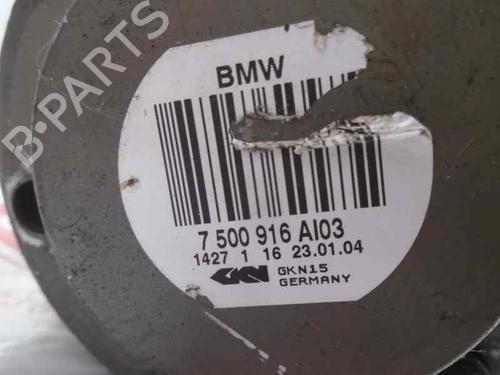 BMW
7 500 916 AI03
1427 1 16 23.01.04
GKN
GKN15
GERMANY
B-PARTS